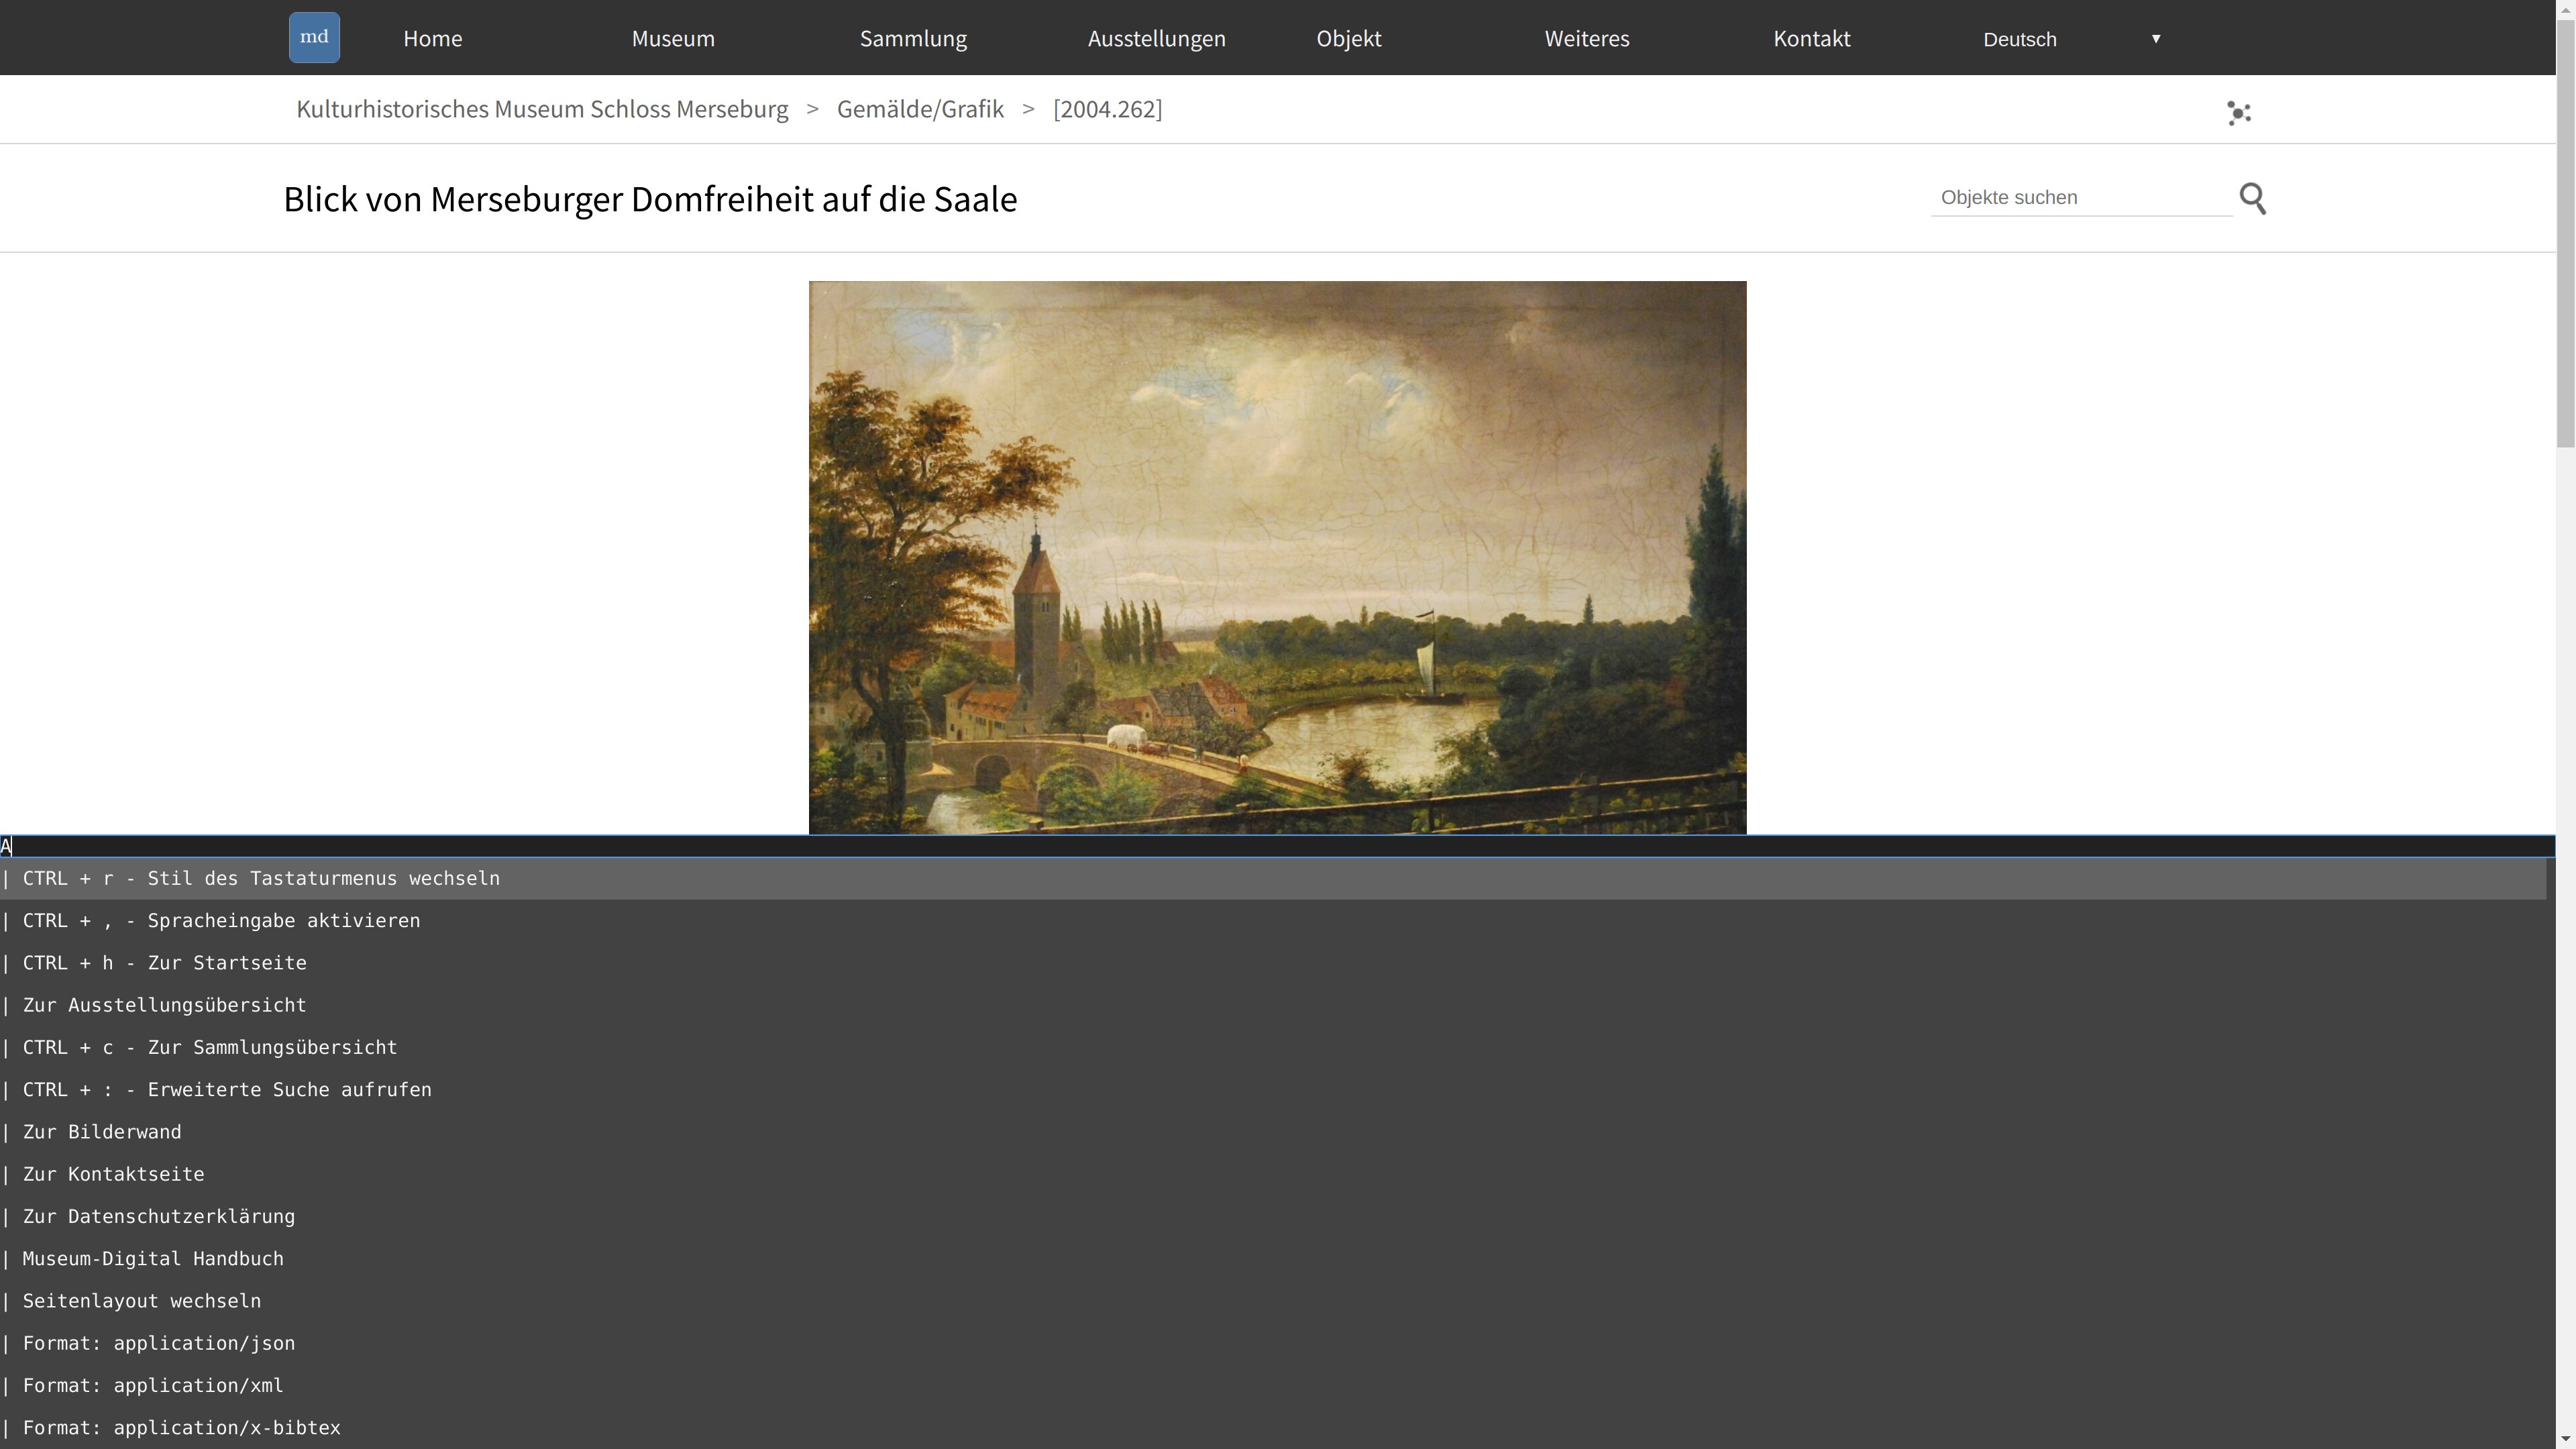 md Home Museum Sammlung Ausstellungen Objekt Weiteres Kontakt Deutsch ▼
Kulturhistorisches Museum Schloss Merseburg > Gemälde/Grafik > [2004.262]
Blick von Merseburger Domfreiheit auf die Saale
Objekte suchen
A
| CTRL + r - Stil des Tastaturmenus wechseln
| CTRL + , - Spracheingabe aktivieren
| CTRL + h - Zur Startseite
| Zur Ausstellungsübersicht
| CTRL + c - Zur Sammlungsübersicht
| CTRL + : - Erweiterte Suche aufrufen
| Zur Bilderwand
| Zur Kontaktseite
| Zur Datenschutzerklärung
| Museum-Digital Handbuch
| Seitenlayout wechseln
| Format: application/json
| Format: application/xml
| Format: application/x-bibtex